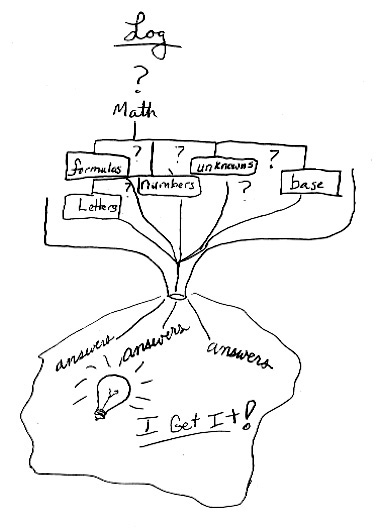 Log
?
Math
? ? ?
formulas
unknowns
numbers
base
? ?
Letters
answers answers answers
I Get It!